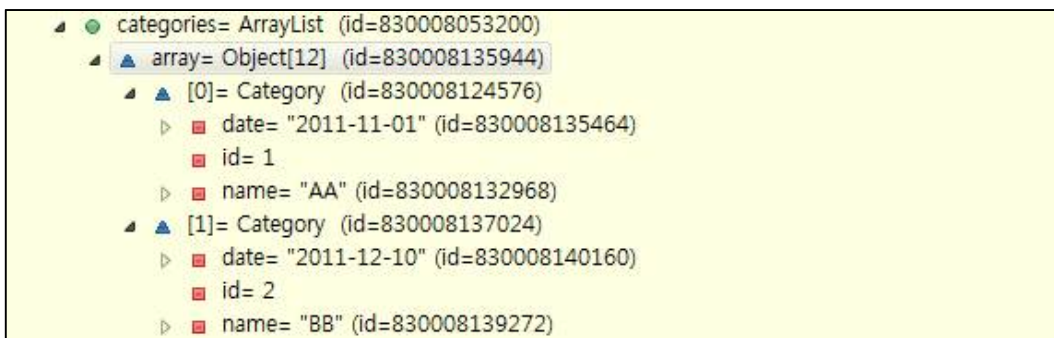 categories= ArrayList (id=830008053200)
array= Object[12] (id=830008135944)
[0]= Category (id=830008124576)
date= "2011-11-01" (id=830008135464)
id= 1
name= "AA" (id=830008132968)
[1]= Category (id=830008137024)
date= "2011-12-10" (id=830008140160)
id= 2
name= "BB" (id=830008139272)